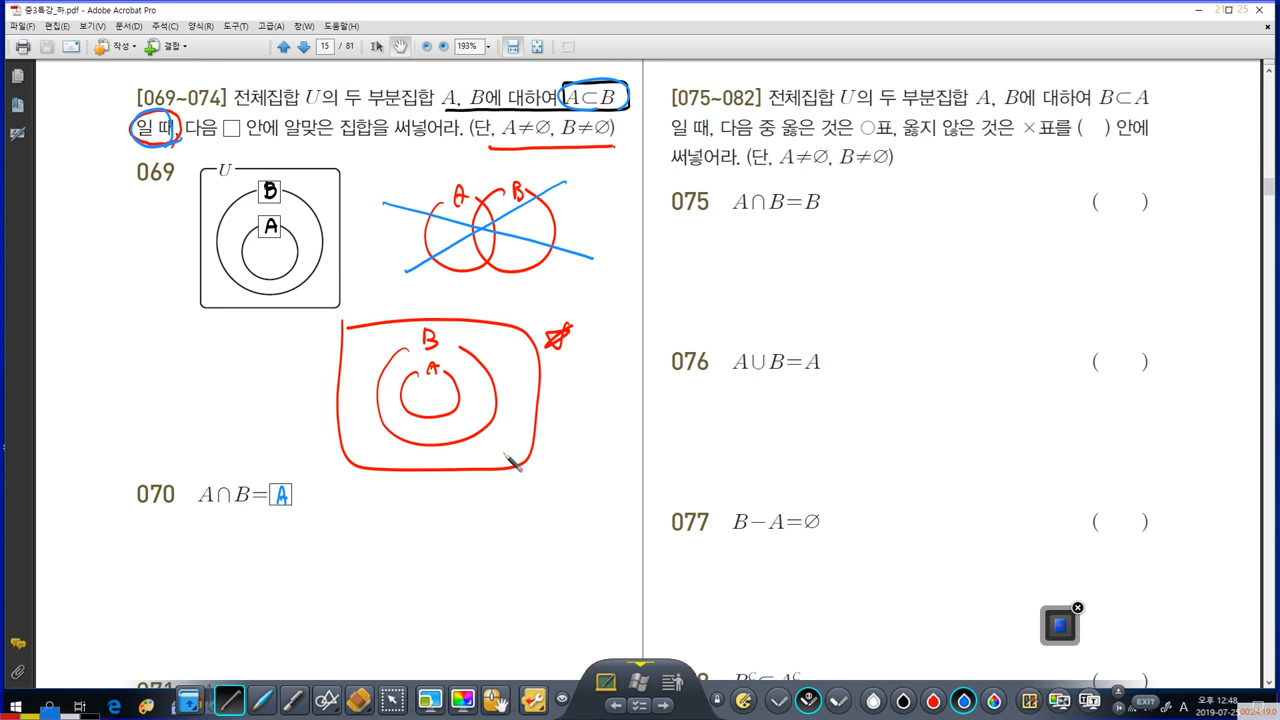 중3특강_하.pdf - Adobe Acrobat Pro
파일(F) 편집(E) 보기(V) 문서(D) 주석(C) 양식(R) 도구(T) 고급(A) 창(W) 도움말(H)
작성 결합 15 / 81 193%
[069~074] 전체집합 U의 두 부분집합 A, B에 대하여 A⊂B
일 때, 다음 □ 안에 알맞은 집합을 써넣어라. (단, A≠∅, B≠∅)
069
U
B
A
A B
B
A
070 A∩B=A
[075~082] 전체집합 U의 두 부분집합 A, B에 대하여 B⊂A
일 때, 다음 중 옳은 것은 ○표, 옳지 않은 것은 ×표를 ( ) 안에
써넣어라. (단, A≠∅, B≠∅)
075 A∩B=B ( )
076 A∪B=A ( )
077 B−A=∅ ( )
EXIT
A 오후 12:48